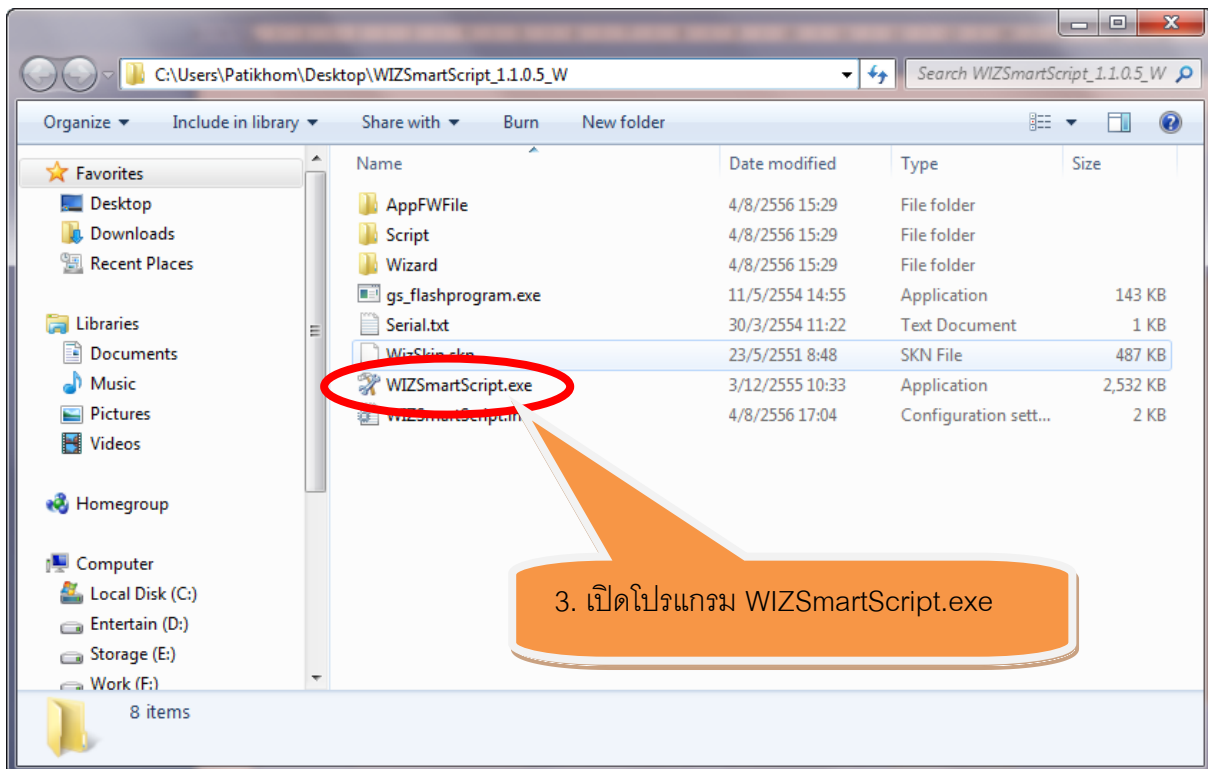 C:\Users\Patikhom\Desktop\WIZSmartScript_1.1.0.5_W
Search WIZSmartScript_1.1.0.5_W
Organize Include in library Share with Burn New folder
Favorites
Desktop
Downloads
Recent Places
Libraries
Documents
Music
Pictures
Videos
Homegroup
Computer
Local Disk (C:)
Entertain (D:)
Storage (E:)
Work (F:)
Name Date modified Type Size
AppFWFile 4/8/2556 15:29 File folder
Script 4/8/2556 15:29 File folder
Wizard 4/8/2556 15:29 File folder
gs_flashprogram.exe 11/5/2554 14:55 Application 143 KB
Serial.txt 30/3/2554 11:22 Text Document 1 KB
WizSkin.skn 23/5/2551 8:48 SKN File 487 KB
WIZSmartScript.exe 3/12/2555 10:33 Application 2,532 KB
WIZSmartScript.in 4/8/2556 17:04 Configuration sett... 2 KB
3. เปิดโปรแกรม WIZSmartScript.exe
8 items